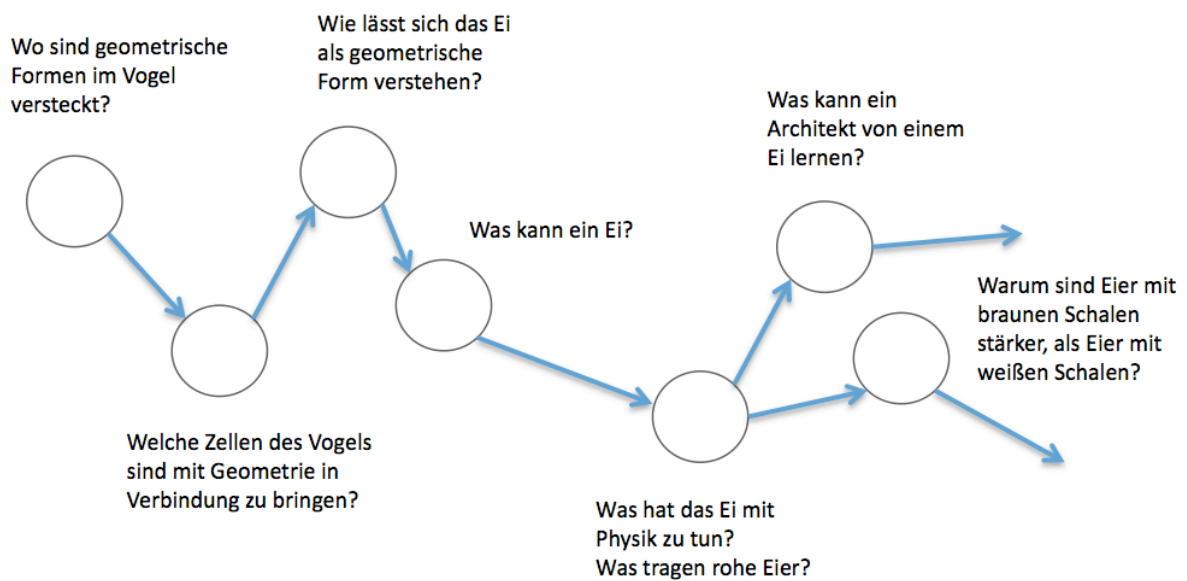 Wo sind geometrische
Formen im Vogel
versteckt?
Welche Zellen des Vogels
sind mit Geometrie in
Verbindung zu bringen?
Wie lässt sich das Ei
als geometrische
Form verstehen?
Was kann ein Ei?
Was hat das Ei mit
Physik zu tun?
Was tragen rohe Eier?
Was kann ein
Architekt von einem
Ei lernen?
Warum sind Eier mit
braunen Schalen
stärker, als Eier mit
weißen Schalen?